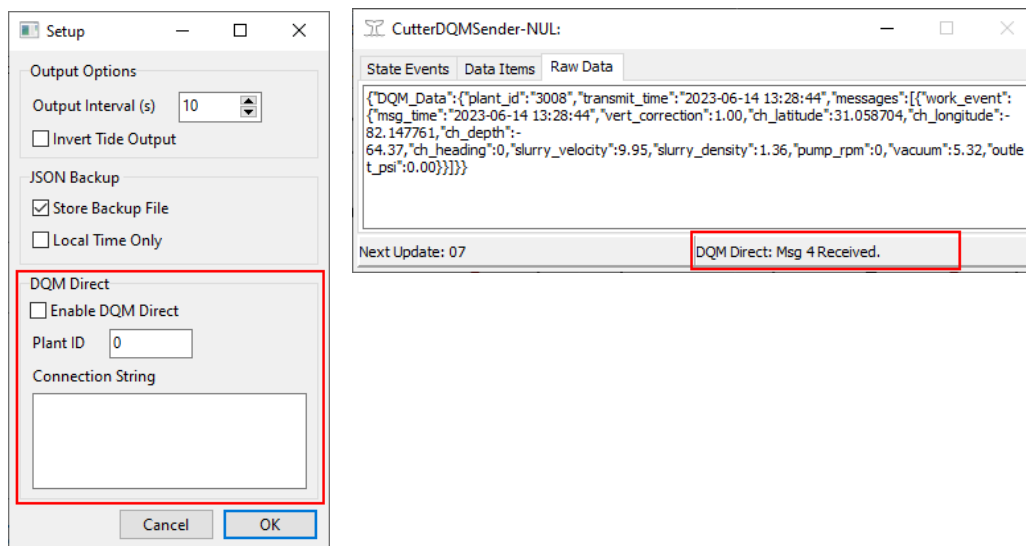 Setup
Output Options
Output Interval (s) 10
Invert Tide Output
JSON Backup
Store Backup File
Local Time Only
DQM Direct
Enable DQM Direct
Plant ID 0
Connection String
Cancel OK
CutterDQMSender-NUL:
State Events Data Items Raw Data
{"DQM_Data":{"plant_id":"3008","transmit_time":"2023-06-14 13:28:44","messages":[{"work_event":
{"msg_time":"2023-06-14 13:28:44","vert_correction":1.00,"ch_latitude":31.058704,"ch_longitude":-
82.147761,"ch_depth":-
64.37,"ch_heading":0,"slurry_velocity":9.95,"slurry_density":1.36,"pump_rpm":0,"vacuum":5.32,"outle
t_psi":0.00}}]}}
Next Update: 07 DQM Direct: Msg 4 Received.